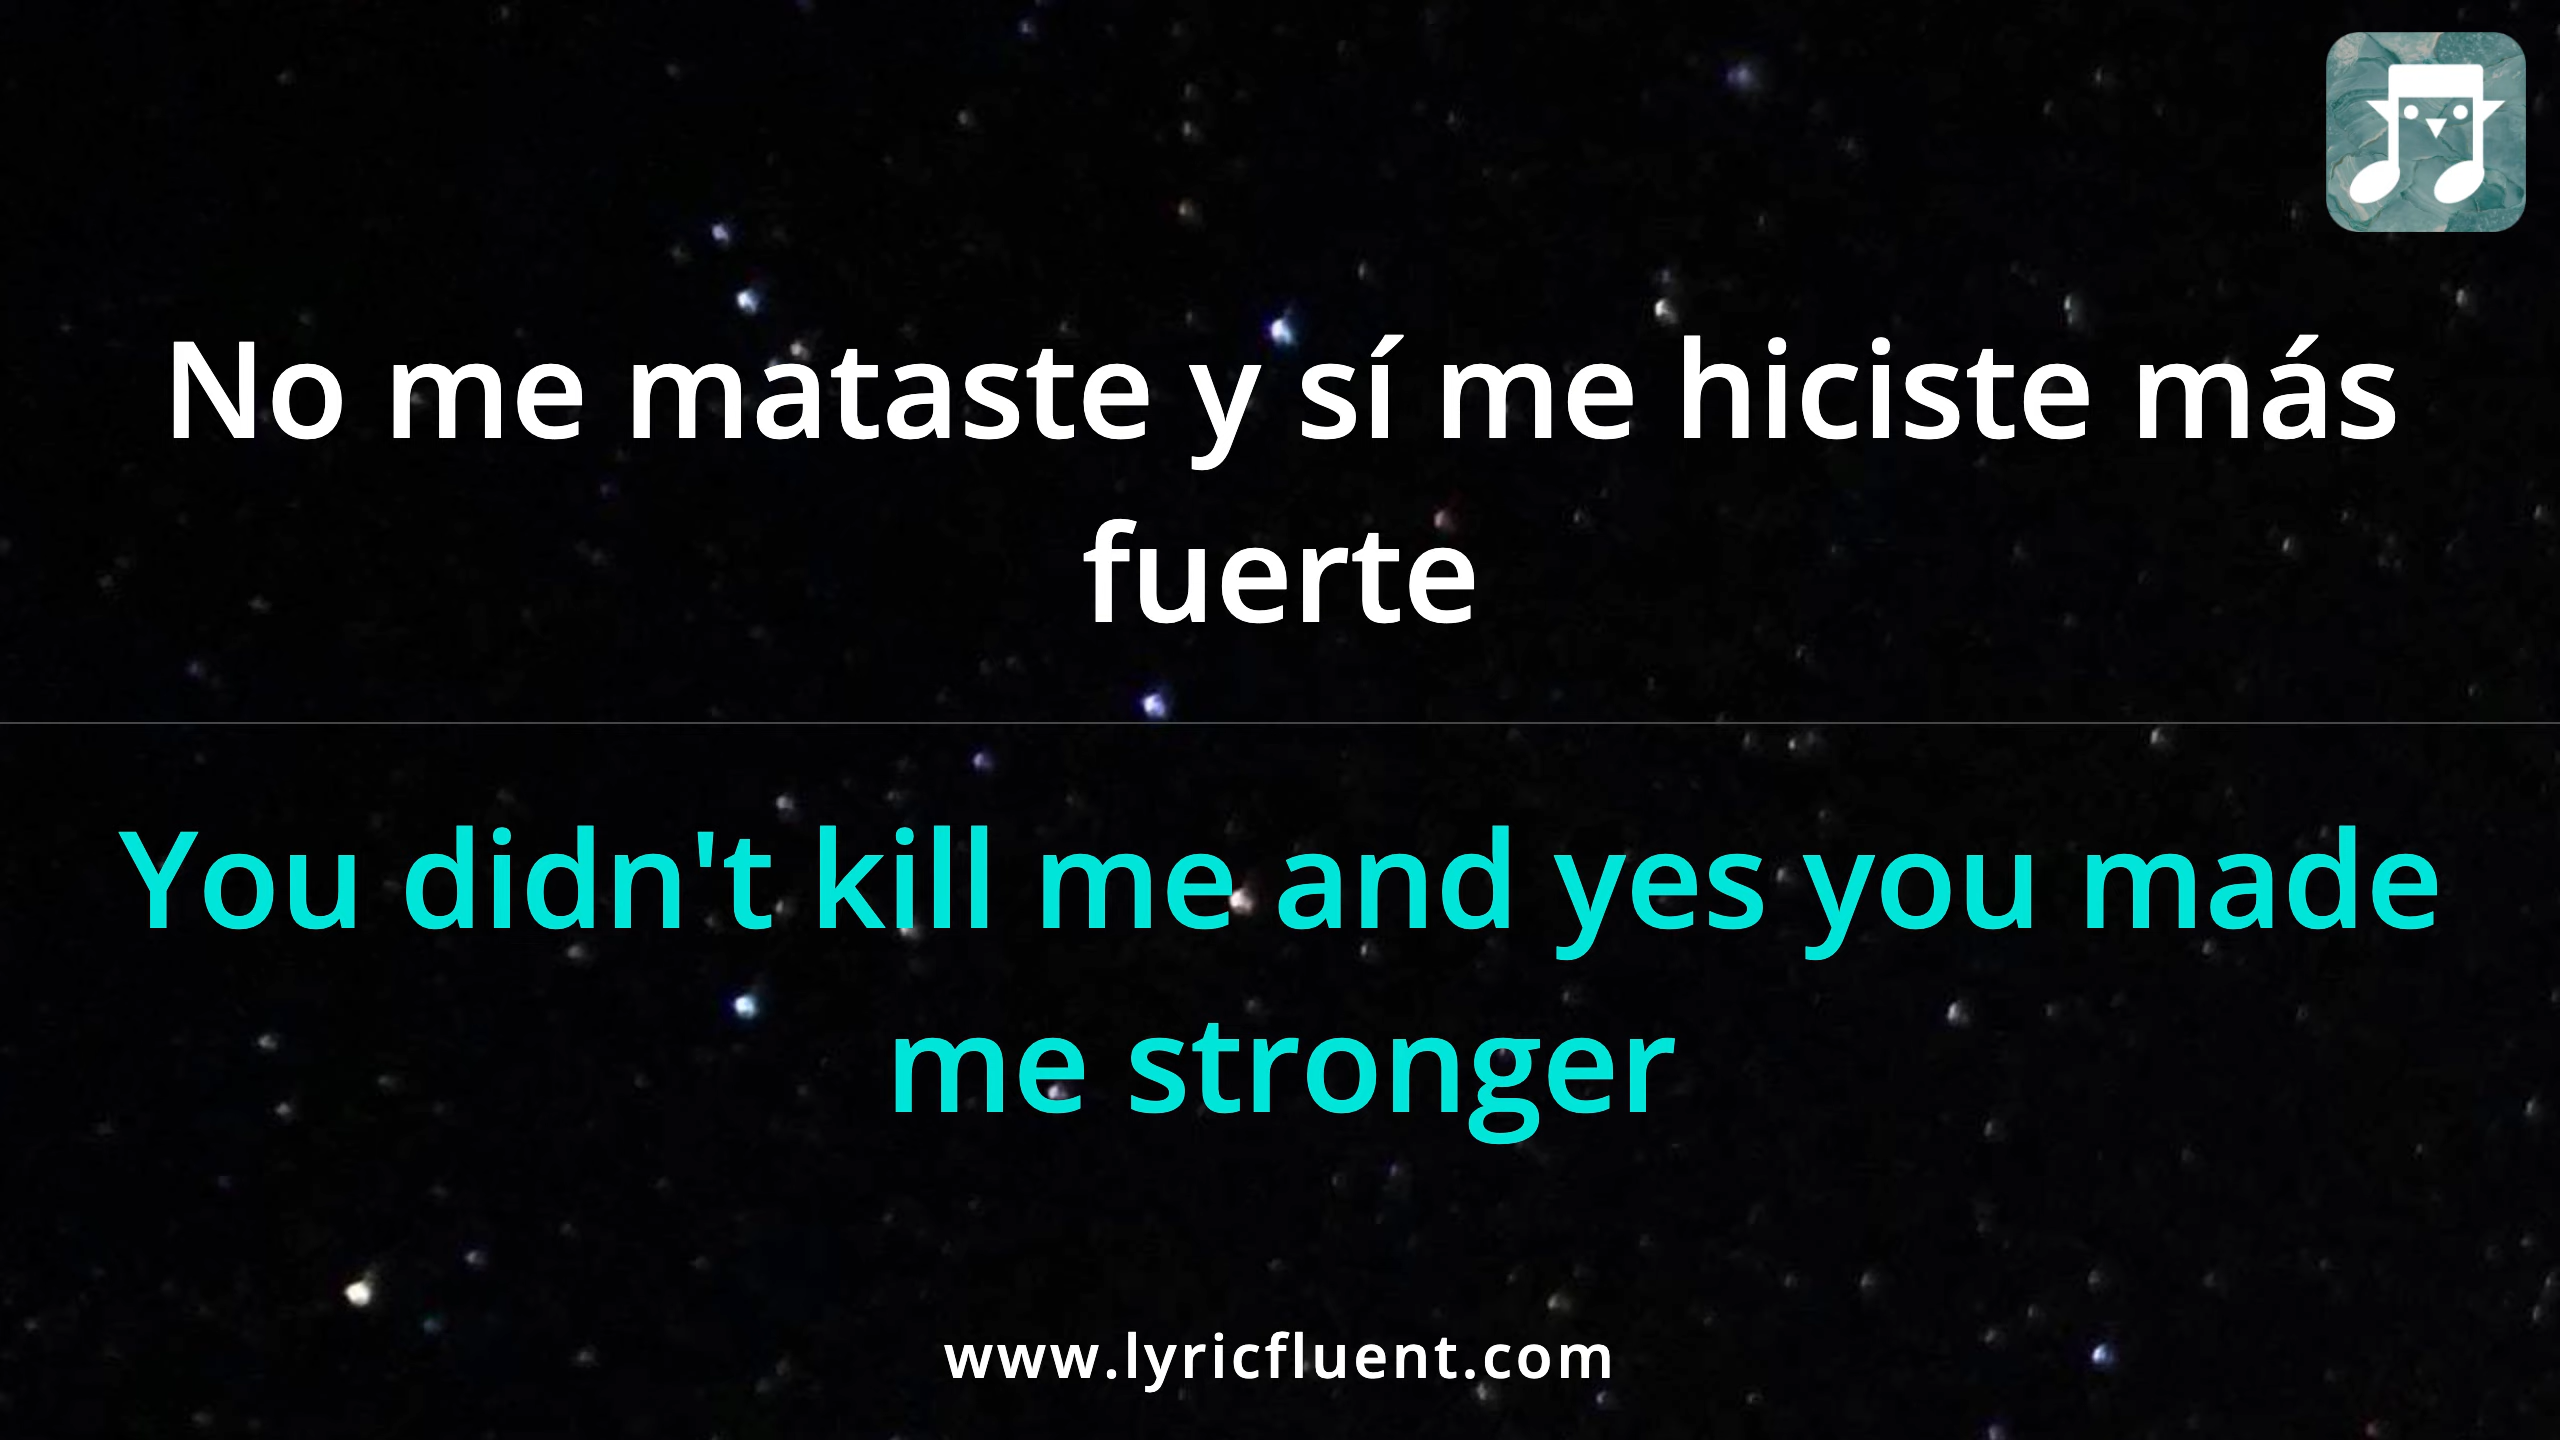 No me mataste y sí me hiciste más
fuerte
You didn't kill me and yes you made
me stronger
www.lyricfluent.com